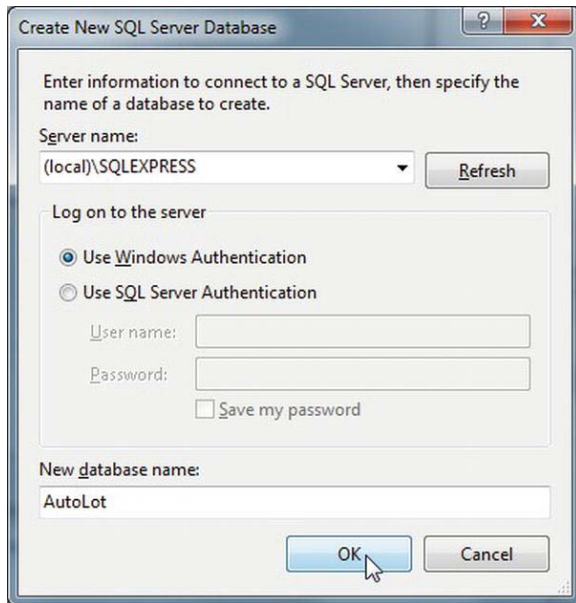 Create New SQL Server Database
?
Enter information to connect to a SQL Server, then specify the
name of a database to create.
Server name:
(local)\SQLEXPRESS
Refresh
Log on to the server
Use Windows Authentication
Use SQL Server Authentication
User name:
Password:
Save my password
New database name:
AutoLot
OK
Cancel